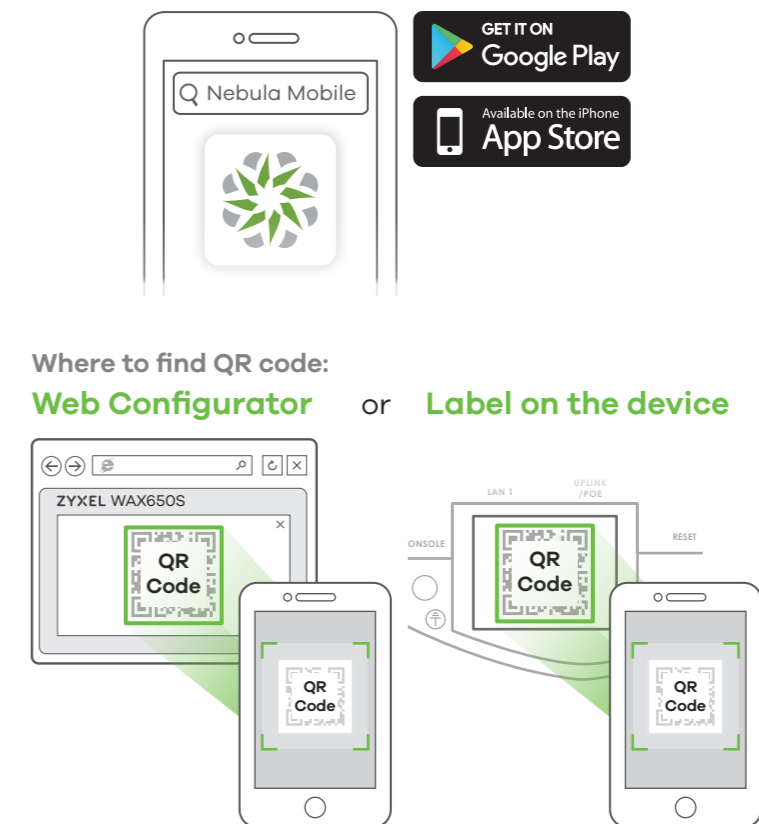 GET IT ON
Google Play
Nebula Mobile
Available on the iPhone
App Store
Where to find QR code:
Web Configurator or Label on the device
ZYXEL WAX650S
QR
Code
QR
Code
LAN 1
UPLINK
/POE
ONSOLE
RESET
QR
Code
QR
Code